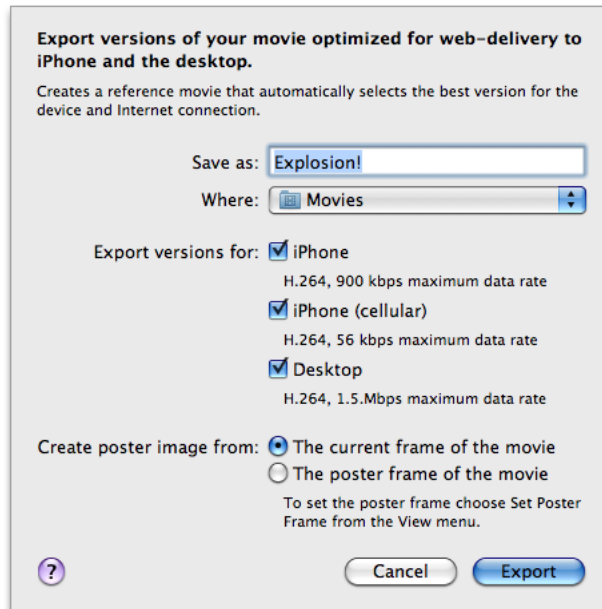 Export versions of your movie optimized for web-delivery to
iPhone and the desktop.
Creates a reference movie that automatically selects the best version for the
device and Internet connection.
Save as: Explosion!
Where: Movies
Export versions for: iPhone
H.264, 900 kbps maximum data rate
iPhone (cellular)
H.264, 56 kbps maximum data rate
Desktop
H.264, 1.5.Mbps maximum data rate
Create poster image from: The current frame of the movie
The poster frame of the movie
To set the poster frame choose Set Poster
Frame from the View menu.
? Cancel Export